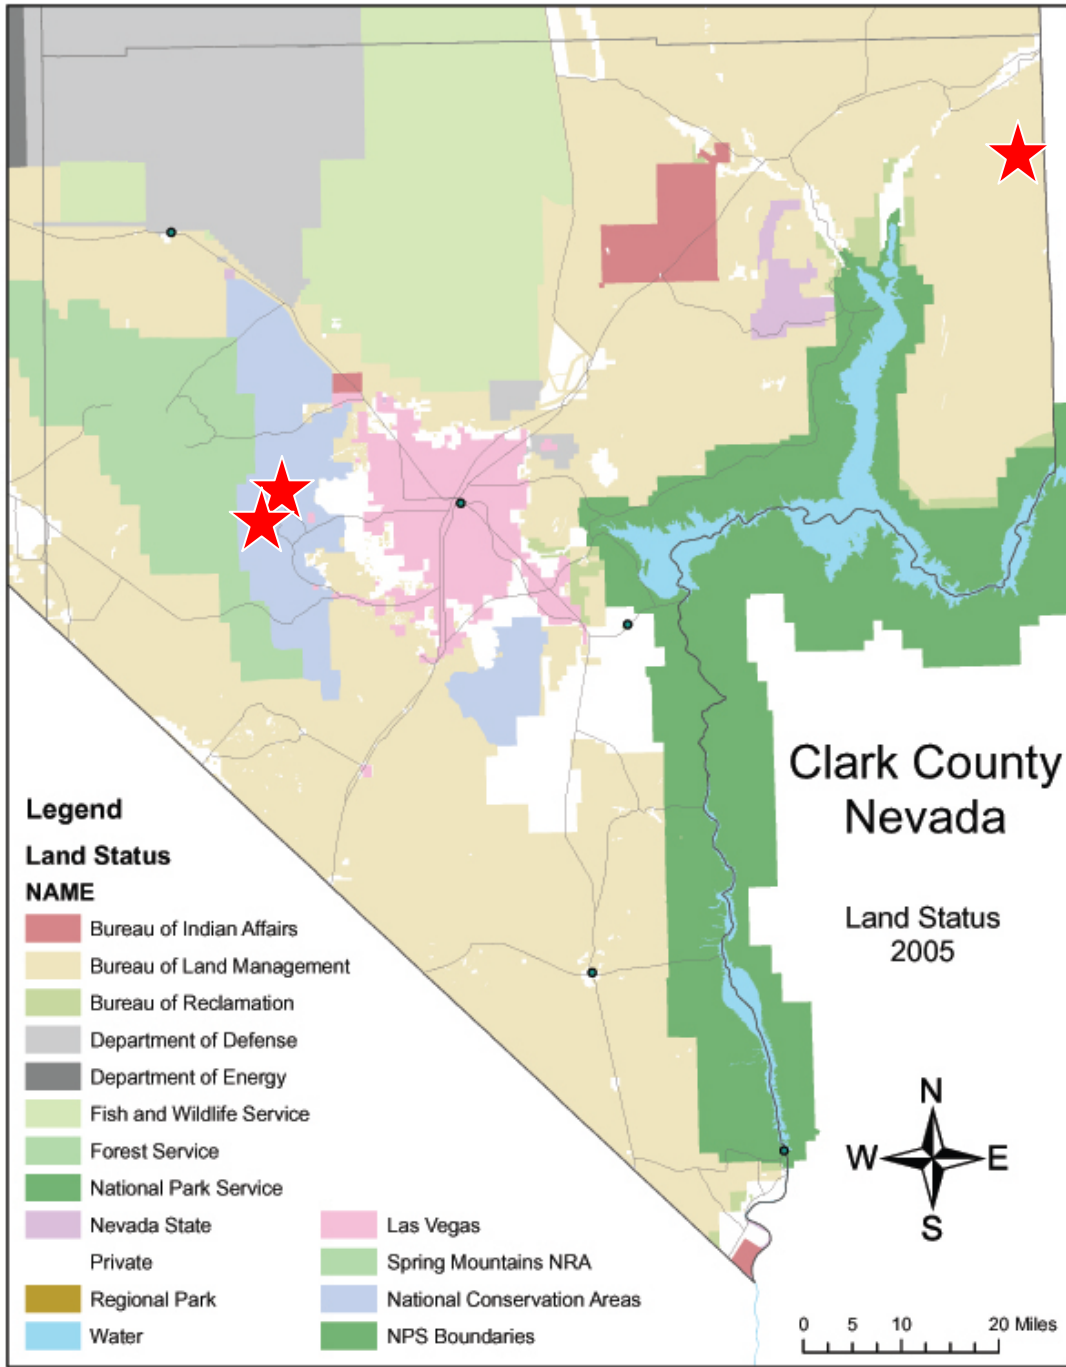 Clark County
Nevada
Land Status
2005
Legend
Land Status
NAME
Bureau of Indian Affairs
Bureau of Land Management
Bureau of Reclamation
Department of Defense
Department of Energy
Fish and Wildlife Service
Forest Service
National Park Service
Nevada State
Private
Regional Park
Water
Las Vegas
Spring Mountains NRA
National Conservation Areas
NPS Boundaries
N
W E
S
0 5 10 20 Miles